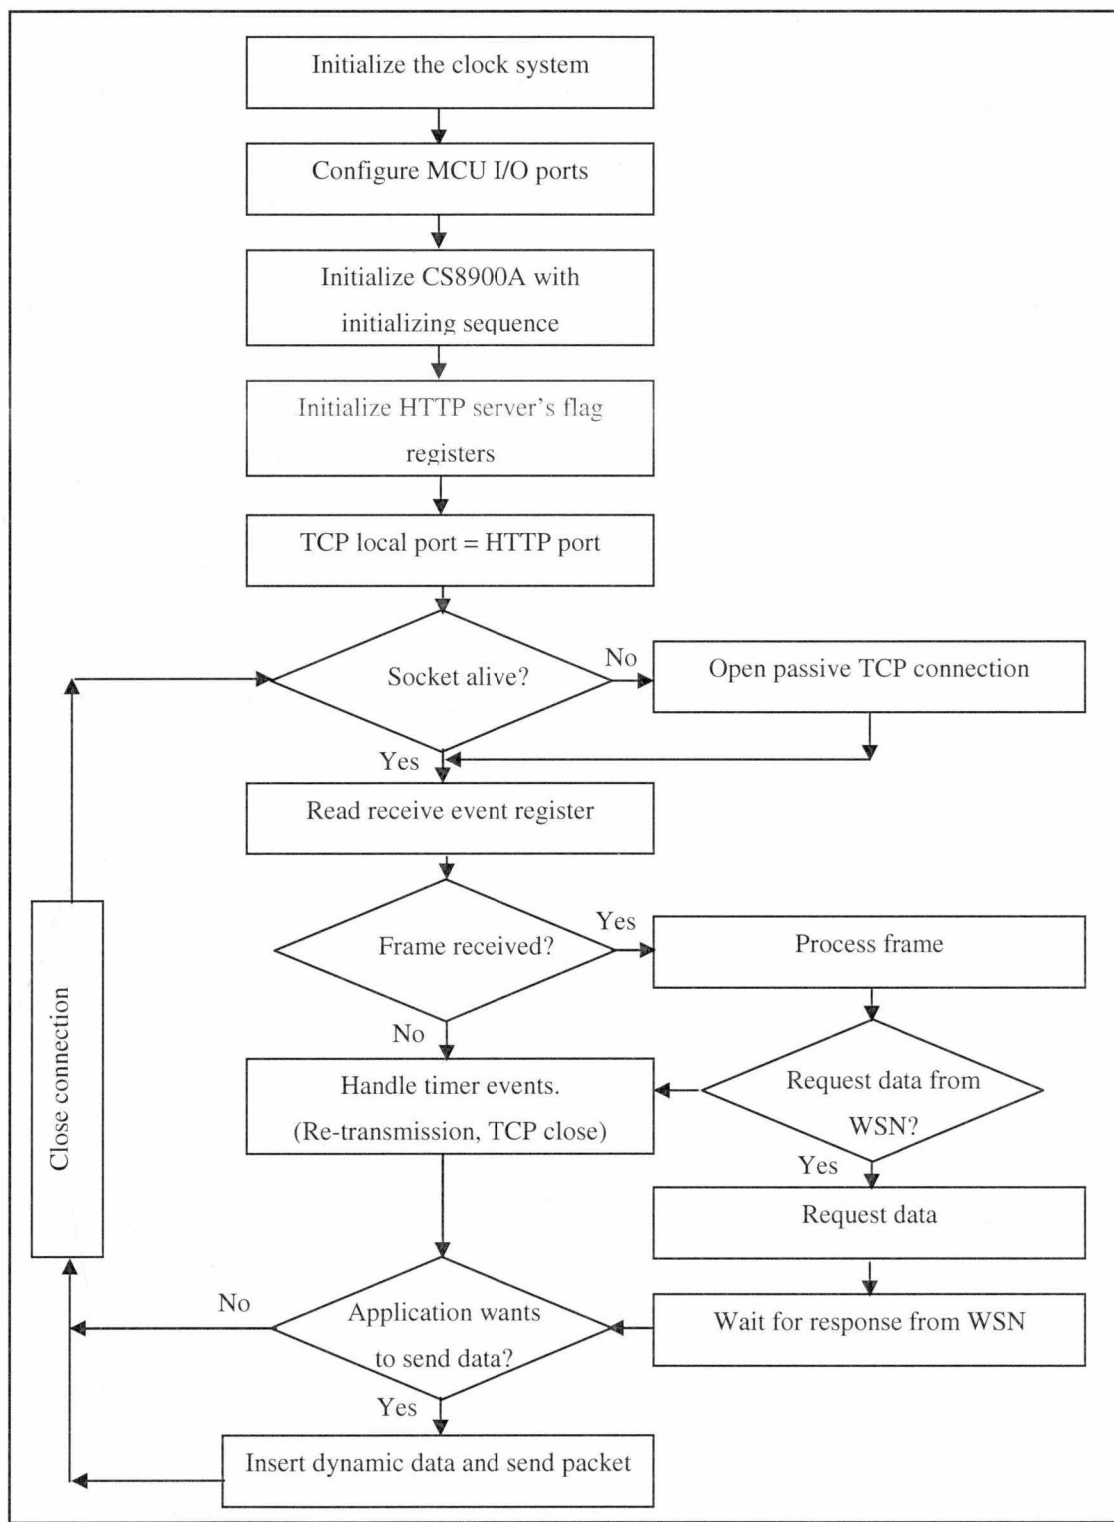 Initialize the clock system
Configure MCU I/O ports
Initialize CS8900A with
initializing sequence
Initialize HTTP server's flag
registers
TCP local port = HTTP port
Socket alive?
No
Open passive TCP connection
Yes
Read receive event register
Frame received?
Yes
Process frame
No
Handle timer events.
(Re-transmission, TCP close)
Request data from
WSN?
Yes
Request data
Wait for response from WSN
Application wants
to send data?
No
Yes
Insert dynamic data and send packet
Close connection